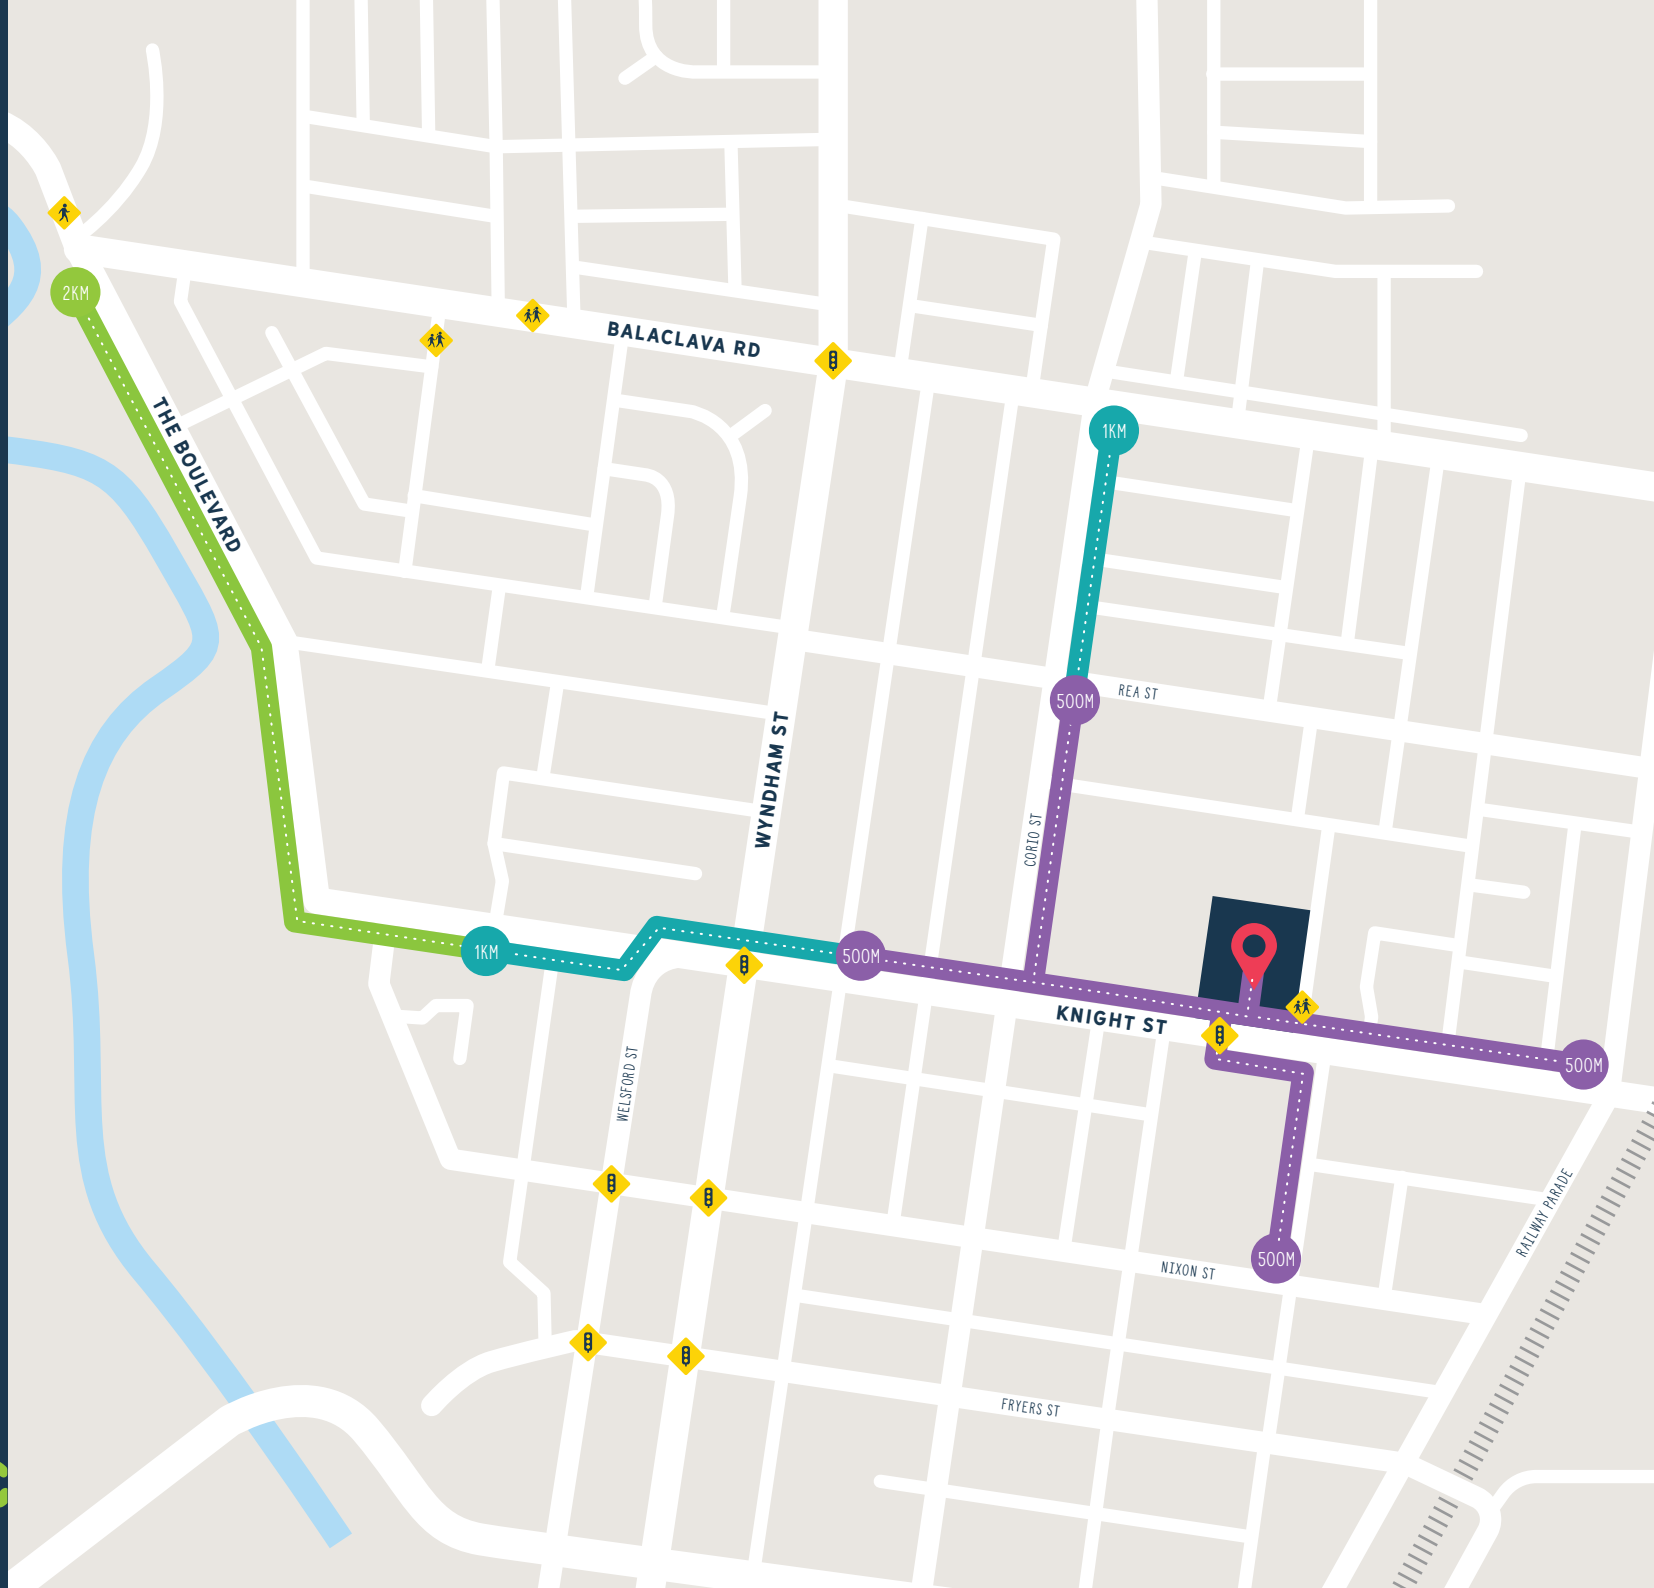 2KM
BALACLAVA RD
THE BOULEVARD
1KM
500M
REA ST
WYNDHAM ST
CORIO ST
1KM
500M
KNIGHT ST
500M
WELSFORD ST
RAILWAY PARADE
500M
NIXON ST
FRYERS ST